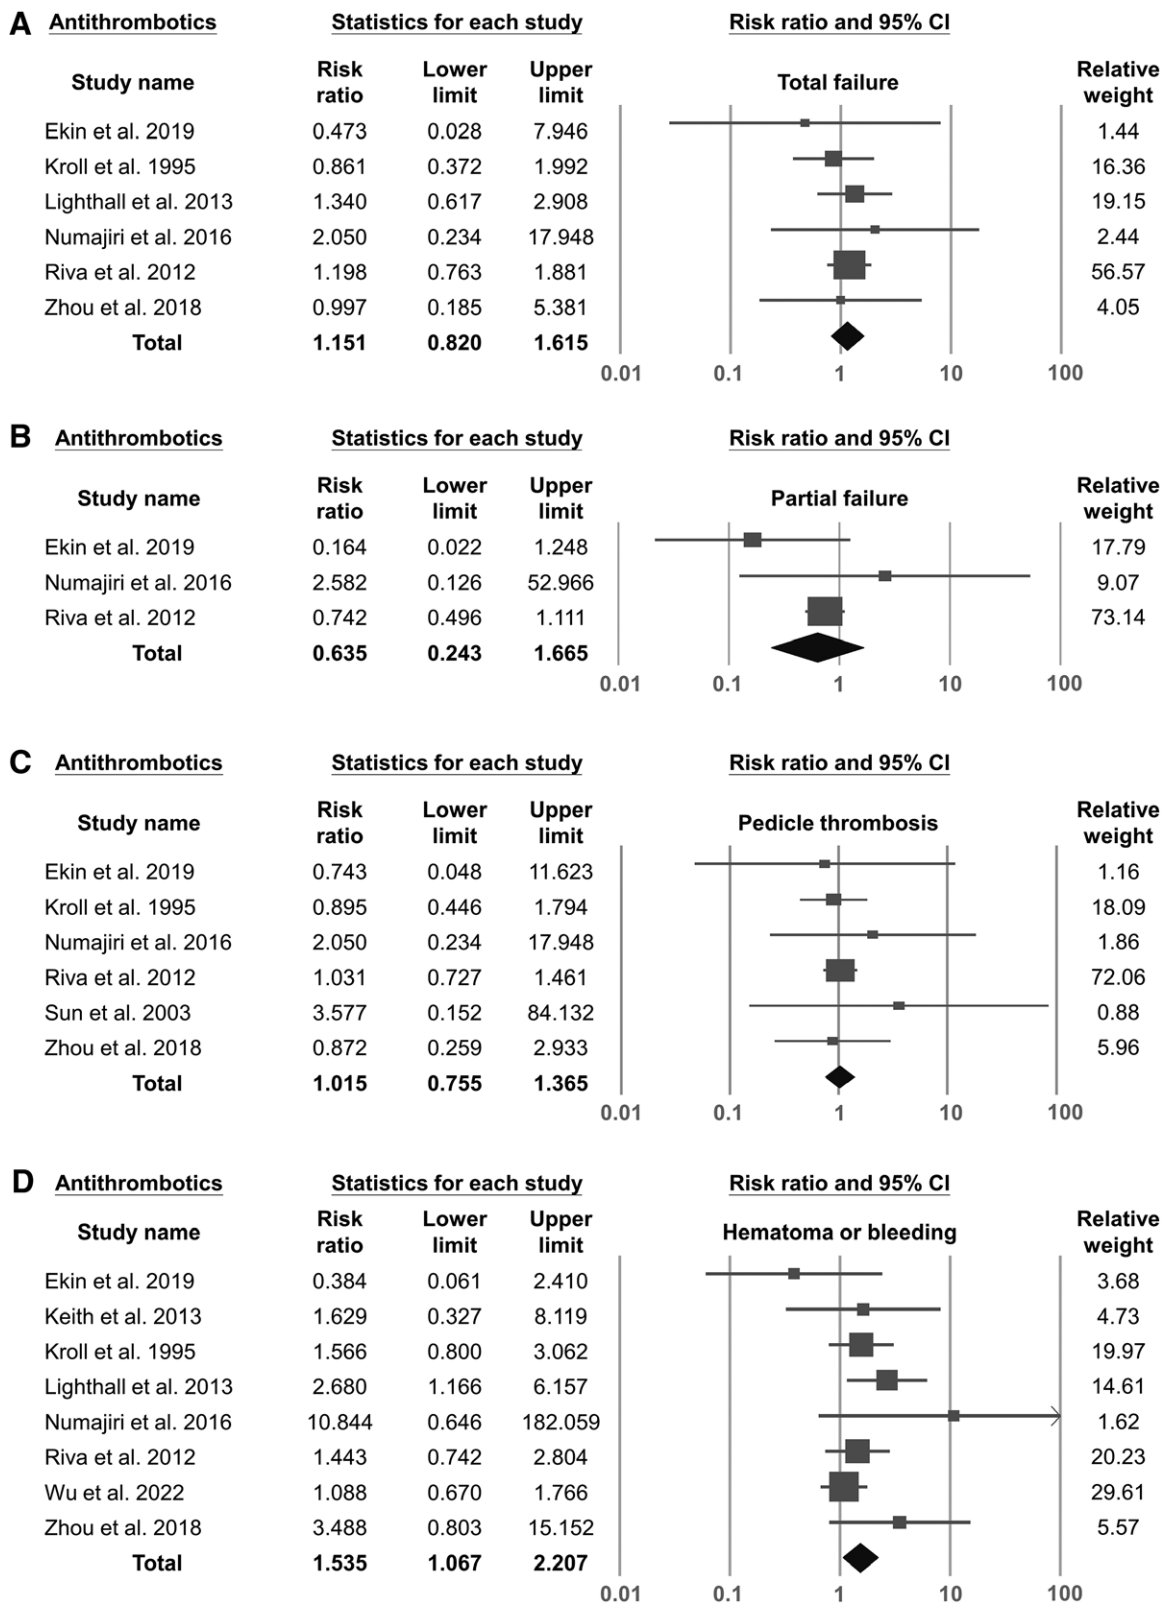 A Antithrombotics Statistics for each study Risk ratio and 95% CI
Study name Risk ratio Lower limit Upper limit Total failure Relative weight
Ekin et al. 2019 0.473 0.028 7.946 1.44
Kroll et al. 1995 0.861 0.372 1.992 16.36
Lighthall et al. 2013 1.340 0.617 2.908 19.15
Numajiri et al. 2016 2.050 0.234 17.948 2.44
Riva et al. 2012 1.198 0.763 1.881 56.57
Zhou et al. 2018 0.997 0.185 5.381 4.05
Total 1.151 0.820 1.615
0.01 0.1 1 10 100
B Antithrombotics Statistics for each study Risk ratio and 95% CI
Study name Risk ratio Lower limit Upper limit Partial failure Relative weight
Ekin et al. 2019 0.164 0.022 1.248 17.79
Numajiri et al. 2016 2.582 0.126 52.966 9.07
Riva et al. 2012 0.742 0.496 1.111 73.14
Total 0.635 0.243 1.665
0.01 0.1 1 10 100
C Antithrombotics Statistics for each study Risk ratio and 95% CI
Study name Risk ratio Lower limit Upper limit Pedicle thrombosis Relative weight
Ekin et al. 2019 0.743 0.048 11.623 1.16
Kroll et al. 1995 0.895 0.446 1.794 18.09
Numajiri et al. 2016 2.050 0.234 17.948 1.86
Riva et al. 2012 1.031 0.727 1.461 72.06
Sun et al. 2003 3.577 0.152 84.132 0.88
Zhou et al. 2018 0.872 0.259 2.933 5.96
Total 1.015 0.755 1.365
0.01 0.1 1 10 100
D Antithrombotics Statistics for each study Risk ratio and 95% CI
Study name Risk ratio Lower limit Upper limit Hematoma or bleeding Relative weight
Ekin et al. 2019 0.384 0.061 2.410 3.68
Keith et al. 2013 1.629 0.327 8.119 4.73
Kroll et al. 1995 1.566 0.800 3.062 19.97
Lighthall et al. 2013 2.680 1.166 6.157 14.61
Numajiri et al. 2016 10.844 0.646 182.059 1.62
Riva et al. 2012 1.443 0.742 2.804 20.23
Wu et al. 2022 1.088 0.670 1.766 29.61
Zhou et al. 2018 3.488 0.803 15.152 5.57
Total 1.535 1.067 2.207
0.01 0.1 1 10 100